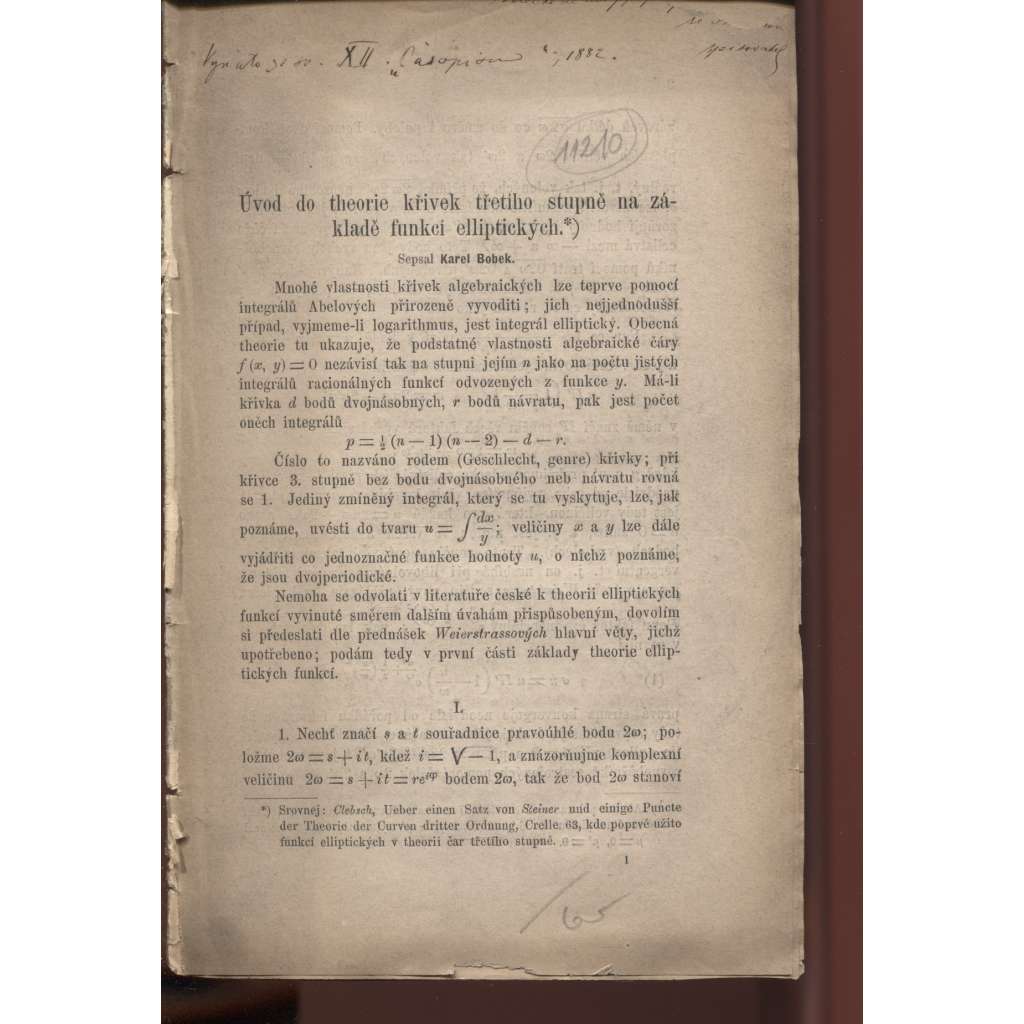 XII. „Časopisu“, 1882.
11210
Úvod do theorie křivek třetího stupně na zá-
kladě funkcí elliptických.*)
Sepsal Karel Bobek.
Mnohé vlastnosti křivek algebraických lze teprve pomocí
integrálů Abelových přirozeně vyvoditi; jich nejjednodušší
případ, vyjmeme-li logarithmus, jest integrál elliptický. Obecná
theorie tu ukazuje, že podstatné vlastnosti algebraické čáry
f (x, y) = 0 nezávisí tak na stupni jejím n jako na počtu jistých
integrálů racionálných funkcí odvozených z funkce y. Má-li
křivka d bodů dvojnásobných, r bodů návratu, pak jest počet
oněch integrálů
p = ½ (n — 1) (n — 2) — d — r.
Číslo to nazváno rodem (Geschlecht, genre) křivky; při
křivce 3. stupně bez bodu dvojnásobného neb návratu rovná
se 1. Jediný zmíněný integrál, který se tu vyskytuje, lze, jak
poznáme, uvésti do tvaru u = ∫ dx/y; veličiny x a y lze dále
vyjádřiti co jednoznačné funkce hodnoty u, o nichž poznáme,
že jsou dvojperiodické.
Nemoha se odvolati v literatuře české k theorii elliptických
funkcí vyvinuté směrem dalším úvahám přispůsobeným, dovolím
si předeslati dle přednášek Weierstrassových hlavní věty, jichž
upotřebeno; podám tedy v první části základy theorie ellip-
tických funkcí.
I.
1. Nechť značí s a t souřadnice pravoúhlé bodu 2ω; po-
ložme 2ω = s + it, kdež i = √— 1, a znázorňujme komplexní
veličinu 2ω = s + it = re^{iφ} bodem 2ω, tak že bod 2ω stanoví
*) Srovnej: Clebsch, Ueber einen Satz von Steiner und einige Puncte
der Theorie der Curven dritter Ordnung, Crelle 63, kde poprvé užito
funkcí elliptických v theorii čar třetího stupně.
1